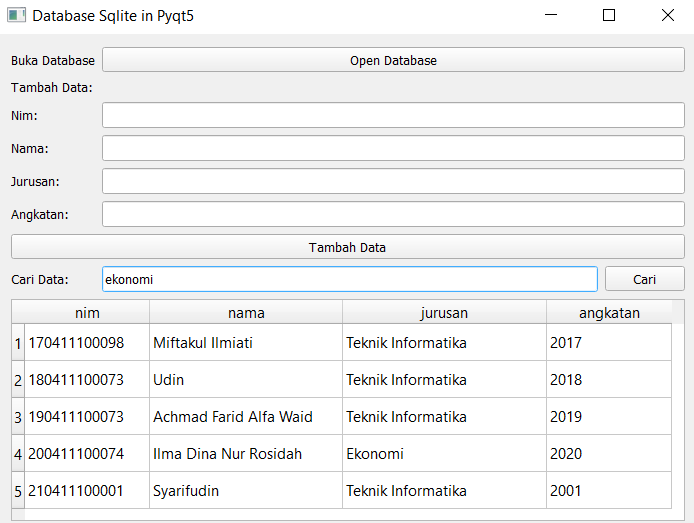 Database Sqlite in Pyqt5
Buka Database Open Database
Tambah Data:
Nim:
Nama:
Jurusan:
Angkatan:
Tambah Data
Cari Data: ekonomi Cari
nim nama jurusan angkatan
1 170411100098 Miftakul Ilmiati Teknik Informatika 2017
2 180411100073 Udin Teknik Informatika 2018
3 190411100073 Achmad Farid Alfa Waid Teknik Informatika 2019
4 200411100074 Ilma Dina Nur Rosidah Ekonomi 2020
5 210411100001 Syarifudin Teknik Informatika 2001